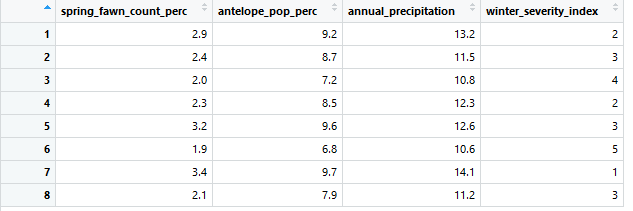 spring_fawn_count_perc antelope_pop_perc annual_precipitation winter_severity_index
1 2.9 9.2 13.2 2
2 2.4 8.7 11.5 3
3 2.0 7.2 10.8 4
4 2.3 8.5 12.3 2
5 3.2 9.6 12.6 3
6 1.9 6.8 10.6 5
7 3.4 9.7 14.1 1
8 2.1 7.9 11.2 3